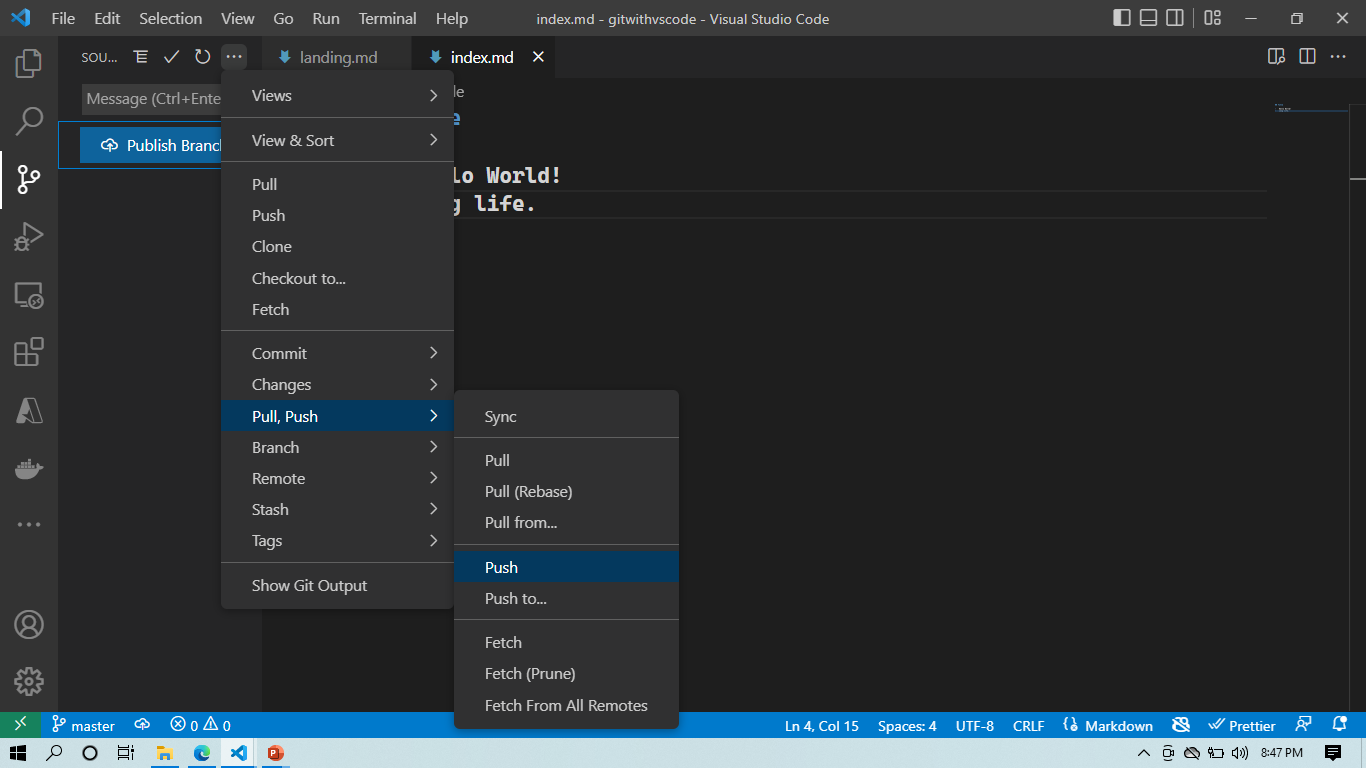 File Edit Selection View Go Run Terminal Help index.md - gitwithvscode - Visual Studio Code
SOU... landing.md index.md
Message (Ctrl+Ente
Publish Branch
Views
View & Sort
Pull
Push
Clone
Checkout to...
Fetch
Commit
Changes
Pull, Push
Branch
Remote
Stash
Tags
Show Git Output
Sync
Pull
Pull (Rebase)
Pull from...
Push
Push to...
Fetch
Fetch (Prune)
Fetch From All Remotes
le
e
lo World!
g life.
master 0 0 Ln 4, Col 15 Spaces: 4 UTF-8 CRLF Markdown Prettier
8:47 PM